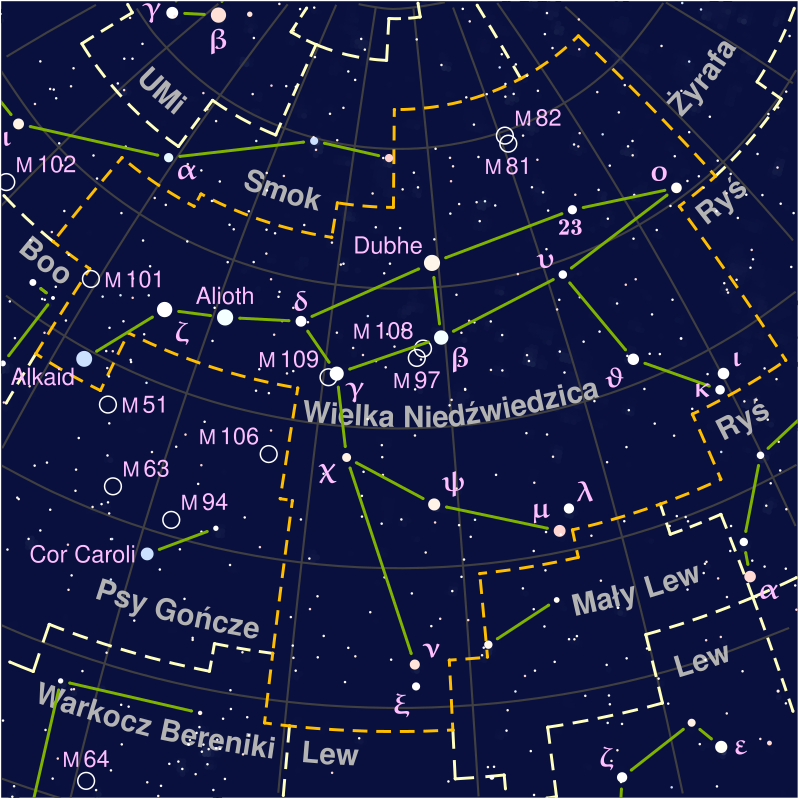 γ
β
UMi
Żyrafa
M 82
M 81
ι
α
M 102
Smok
ο
Ryś
23
Boo
Dubhe
υ
M 101
Alioth
δ
ζ
M 108
β
M 109
M 97
γ
Alkaid
ϑ
ι
κ
M 51
Wielka Niedźwiedzica
Ryś
M 106
χ
M 63
ψ
λ
μ
M 94
Cor Caroli
α
Psy Gończe
Mały Lew
ν
Lew
ξ
Warkocz Bereniki
Lew
ζ
ε
M 64